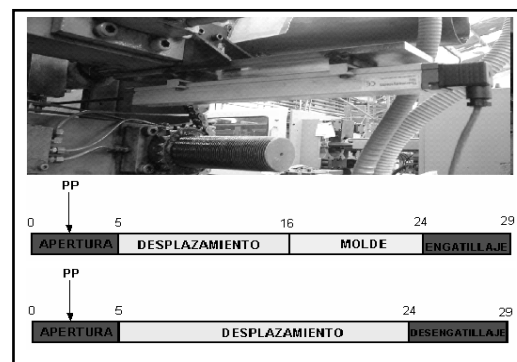 PP
0 5 16 24 29
APERTURA DESPLAZAMIENTO MOLDE ENGATILLAJE
PP
0 5 24 29
APERTURA DESPLAZAMIENTO DESENGATILLAJE